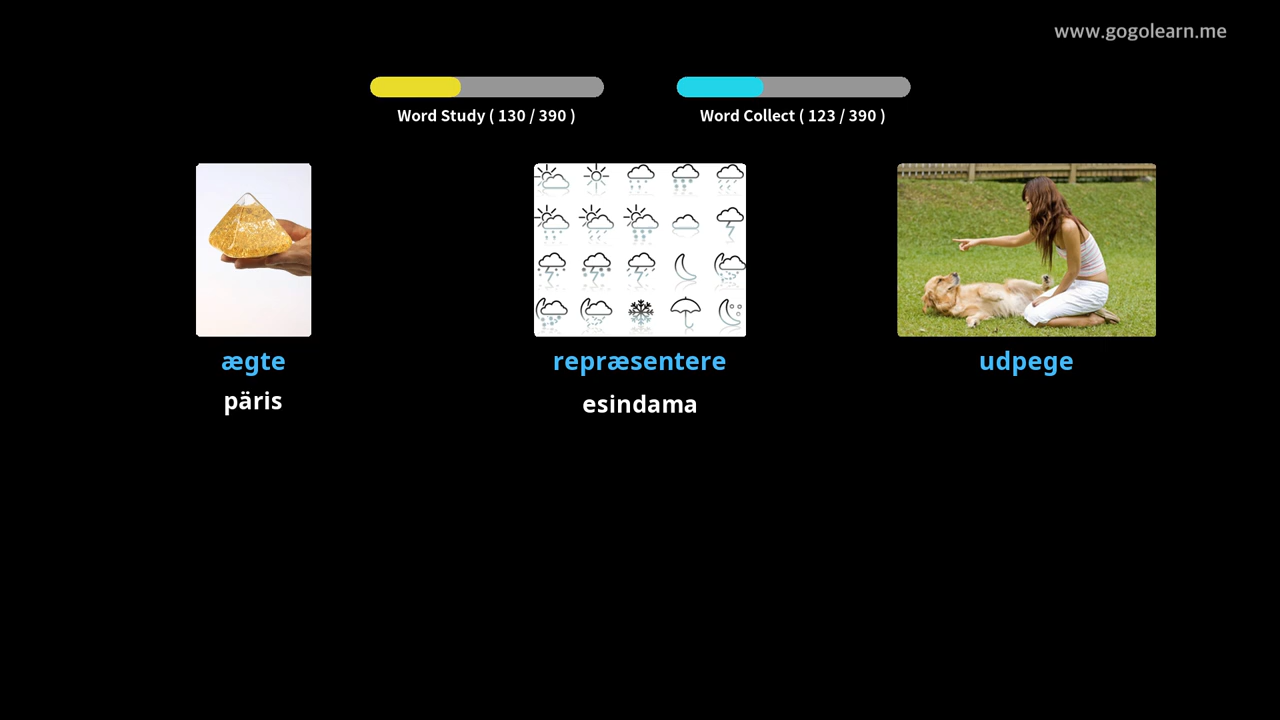 www.gogolearn.me
Word Study ( 130 / 390 )
Word Collect ( 123 / 390 )
ægte
repræsentere
udpege
päris
esindama